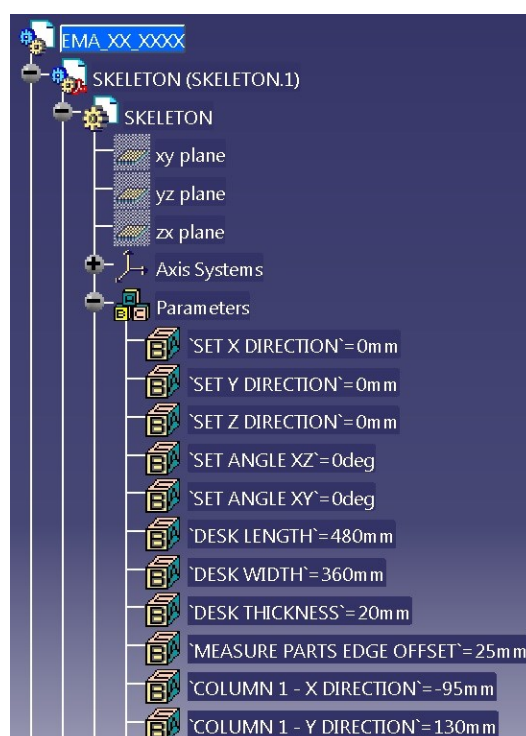 EMA_XX_XXXX
SKELETON (SKELETON.1)
SKELETON
xy plane
yz plane
zx plane
Axis Systems
Parameters
`SET X DIRECTION`=0mm
`SET Y DIRECTION`=0mm
`SET Z DIRECTION`=0mm
`SET ANGLE XZ`=0deg
`SET ANGLE XY`=0deg
`DESK LENGTH`=480mm
`DESK WIDTH`=360mm
`DESK THICKNESS`=20mm
`MEASURE PARTS EDGE OFFSET`=25mm
`COLUMN 1 - X DIRECTION`=-95mm
`COLUMN 1 - Y DIRECTION`=130mm